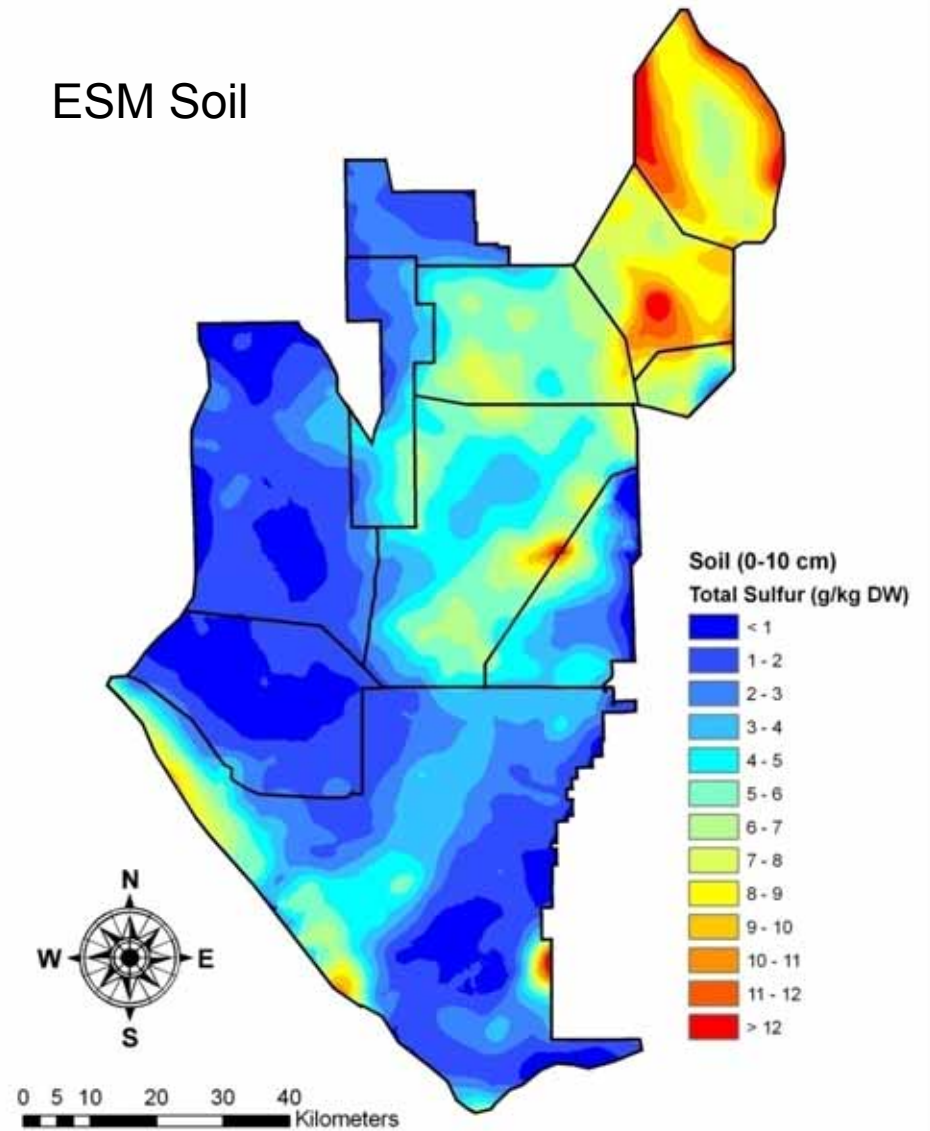 ESM Soil
Soil (0-10 cm)
Total Sulfur (g/kg DW)
< 1
1 - 2
2 - 3
3 - 4
4 - 5
5 - 6
6 - 7
7 - 8
8 - 9
9 - 10
10 - 11
11 - 12
> 12
N
W E
S
0 5 10 20 30 40
Kilometers